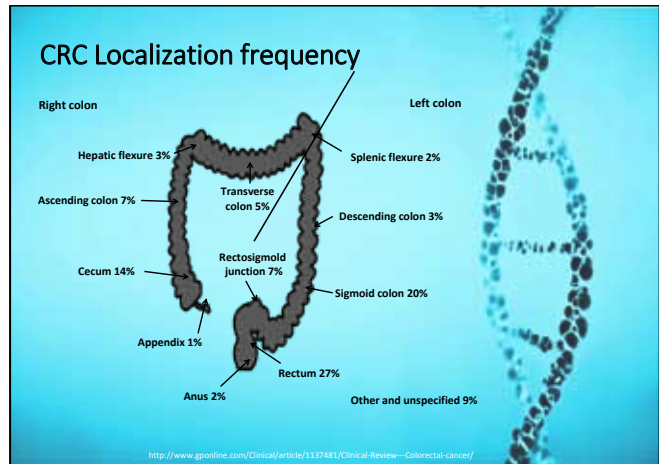 CRC Localization frequency
Right colon
Left colon
Hepatic flexure 3%
Splenic flexure 2%
Transverse
colon 5%
Ascending colon 7%
Descending colon 3%
Rectosigmold
junction 7%
Cecum 14%
Sigmoid colon 20%
Appendix 1%
Rectum 27%
Anus 2%
Other and unspecified 9%
http://www.gponline.com/Clinical/article/1137481/Clinical-Review---Colorectal-cancer/